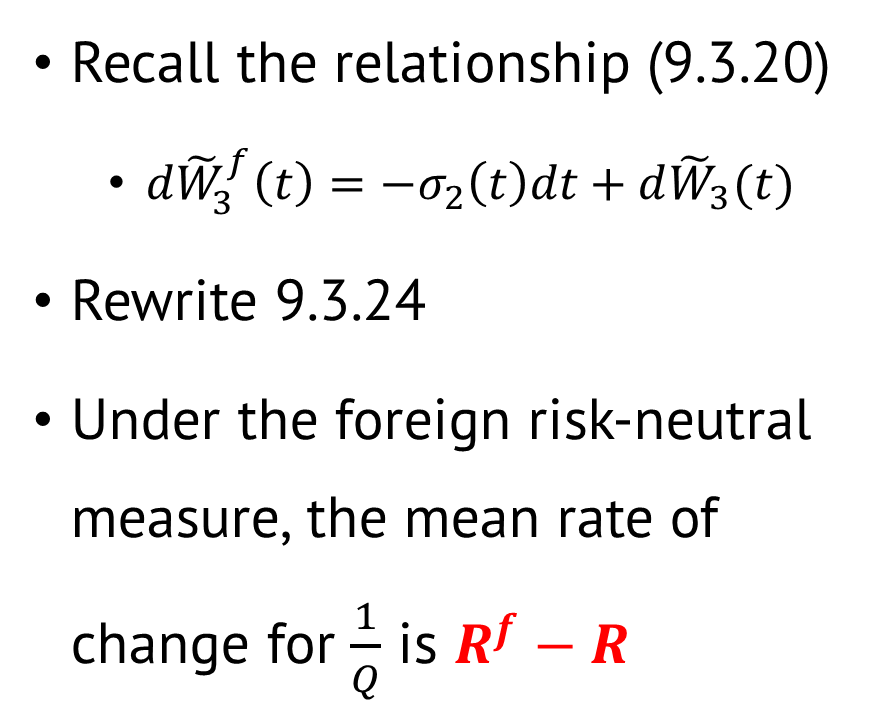 • Recall the relationship (9.3.20)
• $d\widetilde{W}_3^f(t) = -\sigma_2(t)dt + d\widetilde{W}_3(t)$
• Rewrite 9.3.24
• Under the foreign risk-neutral
measure, the mean rate of
change for $\frac{1}{Q}$ is $R^f - R$